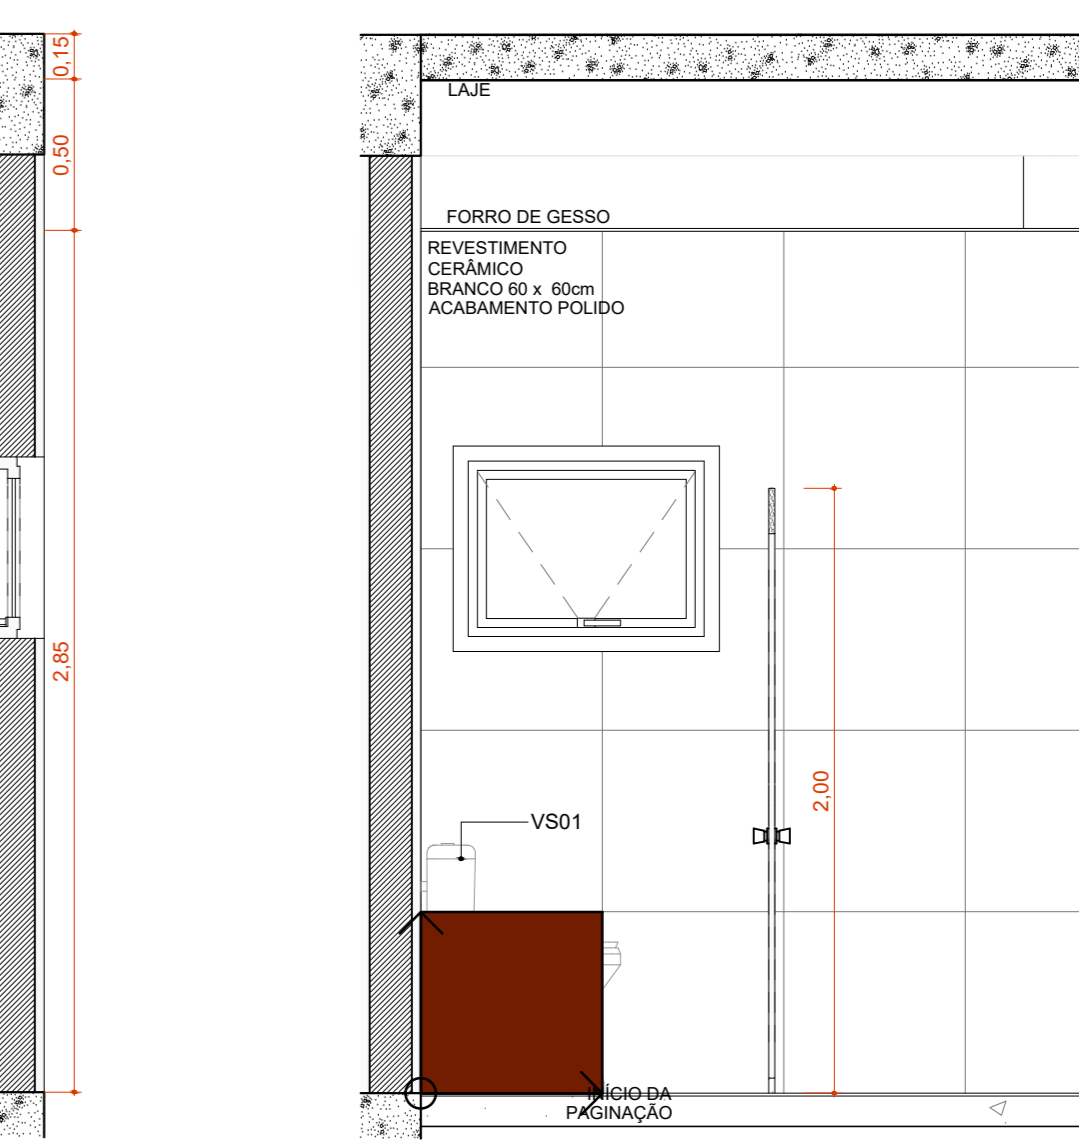 0,15
LAJE
0,50
FORRO DE GESSO
REVESTIMENTO
CERÂMICO
BRANCO 60 x 60cm
ACABAMENTO POLIDO
2,85
2,00
VS01
INÍCIO DA
PAGINAÇÃO